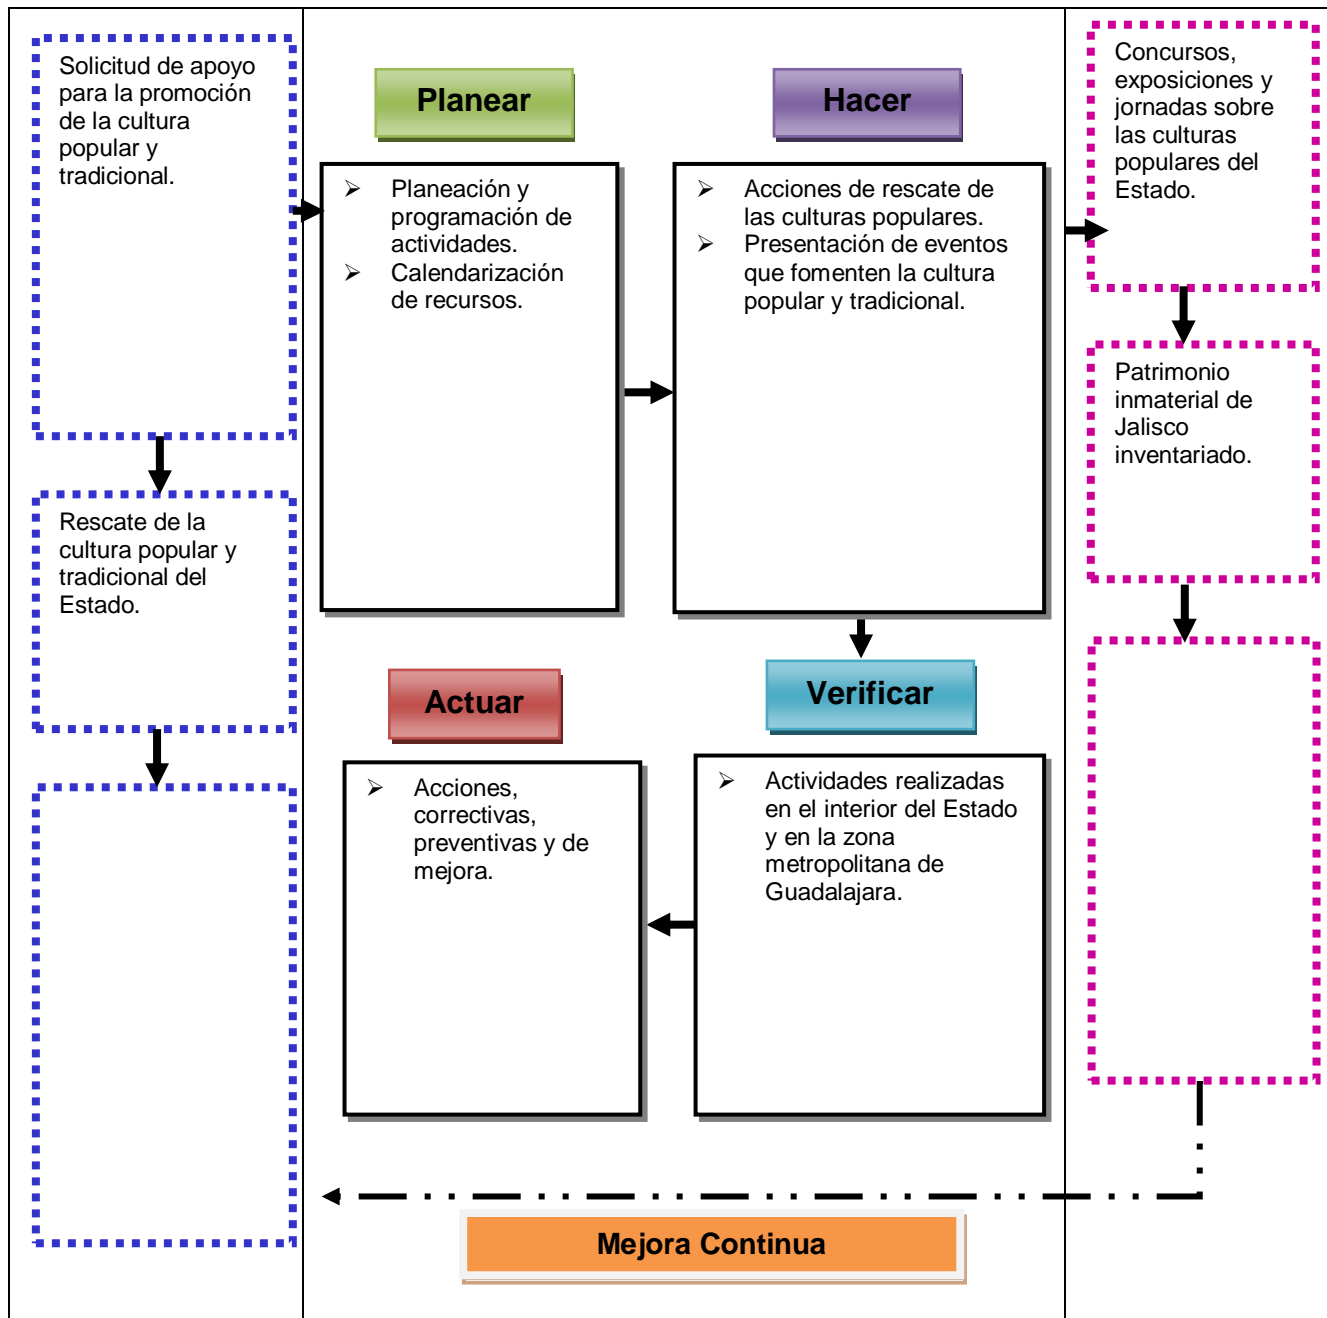 Solicitud de apoyo
para la promoción
de la cultura
popular y
tradicional.
Rescate de la
cultura popular y
tradicional del
Estado.
Planear
➢ Planeación y
programación de
actividades.
➢ Calendarización
de recursos.
Hacer
➢ Acciones de rescate de
las culturas populares.
➢ Presentación de eventos
que fomenten la cultura
popular y tradicional.
Actuar
➢ Acciones,
correctivas,
preventivas y de
mejora.
Verificar
➢ Actividades realizadas
en el interior del Estado
y en la zona
metropolitana de
Guadalajara.
Concursos,
exposiciones y
jornadas sobre
las culturas
populares del
Estado.
Patrimonio
inmaterial de
Jalisco
inventariado.
Mejora Continua